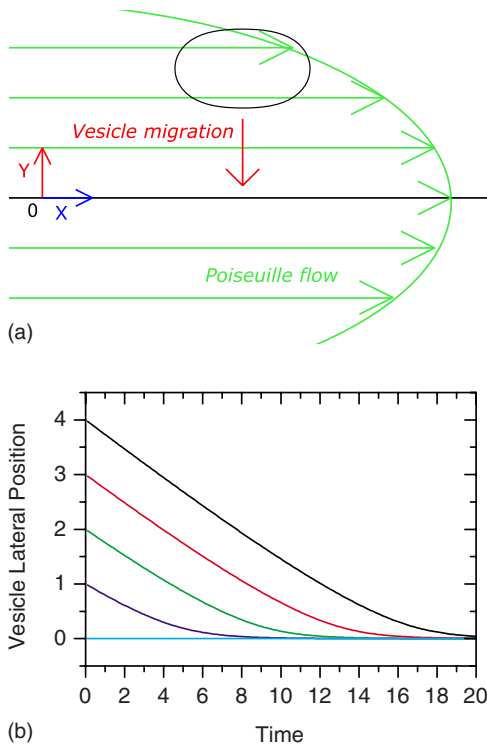 Vesicle migration
Y
0
X
Poiseuille flow
(a)
Vesicle Lateral Position
4
3
2
1
0
0 2 4 6 8 10 12 14 16 18 20
Time
(b)